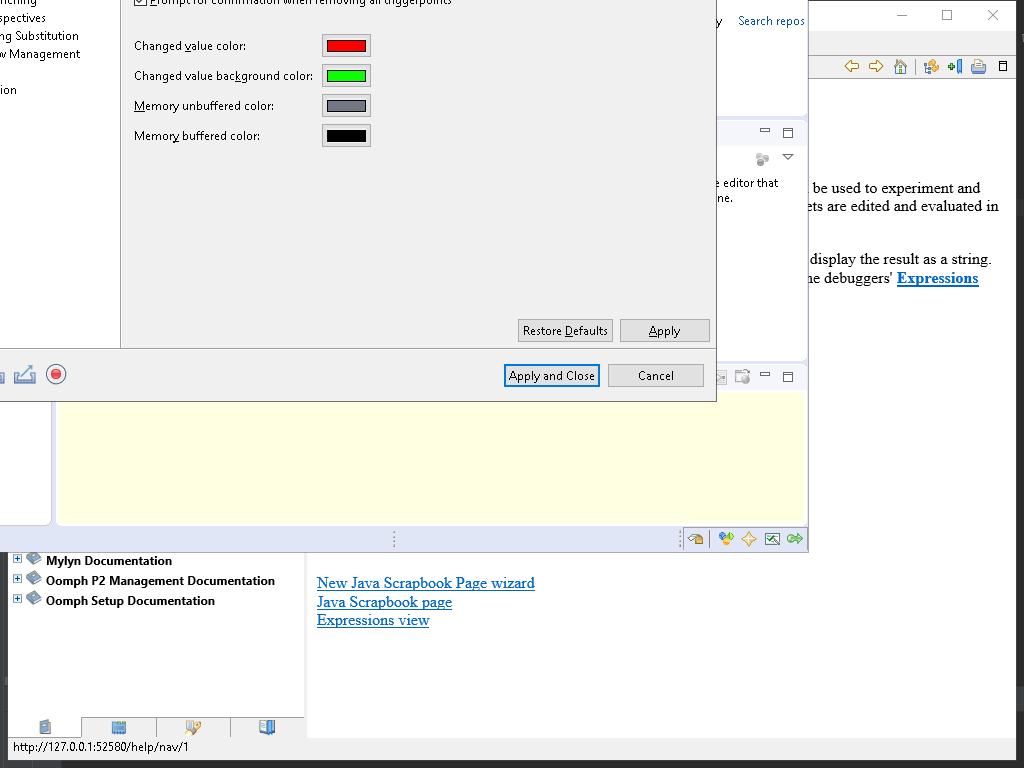 Prompt for confirmation when removing all triggerpoints
Search repos
spectives
ng Substitution
w Management
ion
Changed value color:
Changed value background color:
Memory unbuffered color:
Memory buffered color:
e editor that
ne.
be used to experiment and
ets are edited and evaluated in
display the result as a string.
he debuggers' Expressions
Restore Defaults
Apply
Apply and Close
Cancel
Mylyn Documentation
Oomph P2 Management Documentation
Oomph Setup Documentation
New Java Scrapbook Page wizard
Java Scrapbook page
Expressions view
http://127.0.0.1:52580/help/nav/1